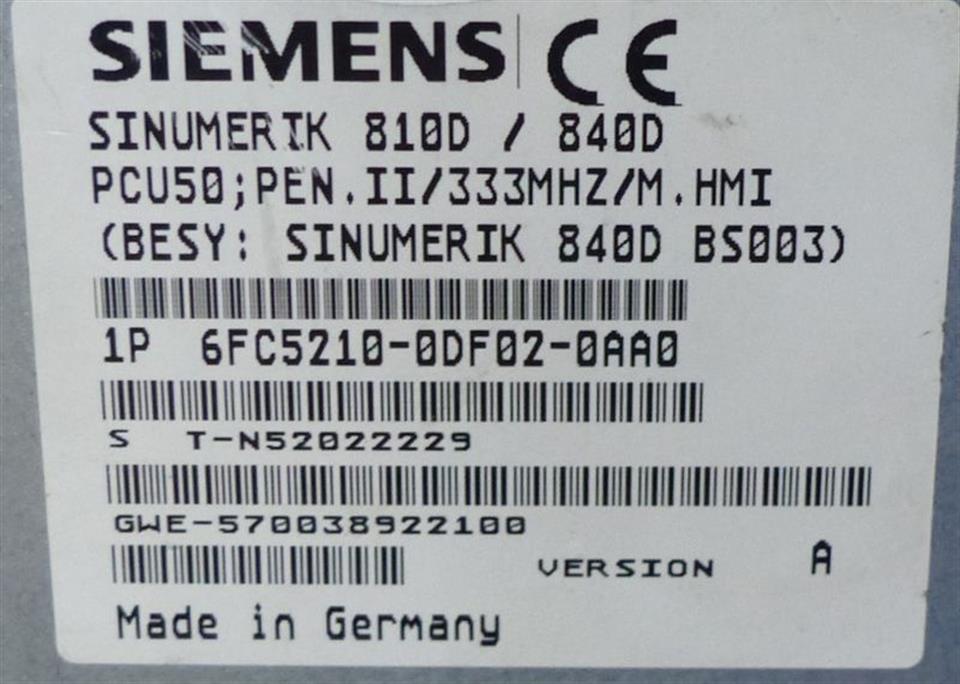 SIEMENS CE
SINUMERIK 810D / 840D
PCU50;PEN.II/333MHZ/M.HMI
(BESY: SINUMERIK 840D BS003)
1P 6FC5210-0DF02-0AA0
S T-N52022229
GWE-570038922100
VERSION A
Made in Germany